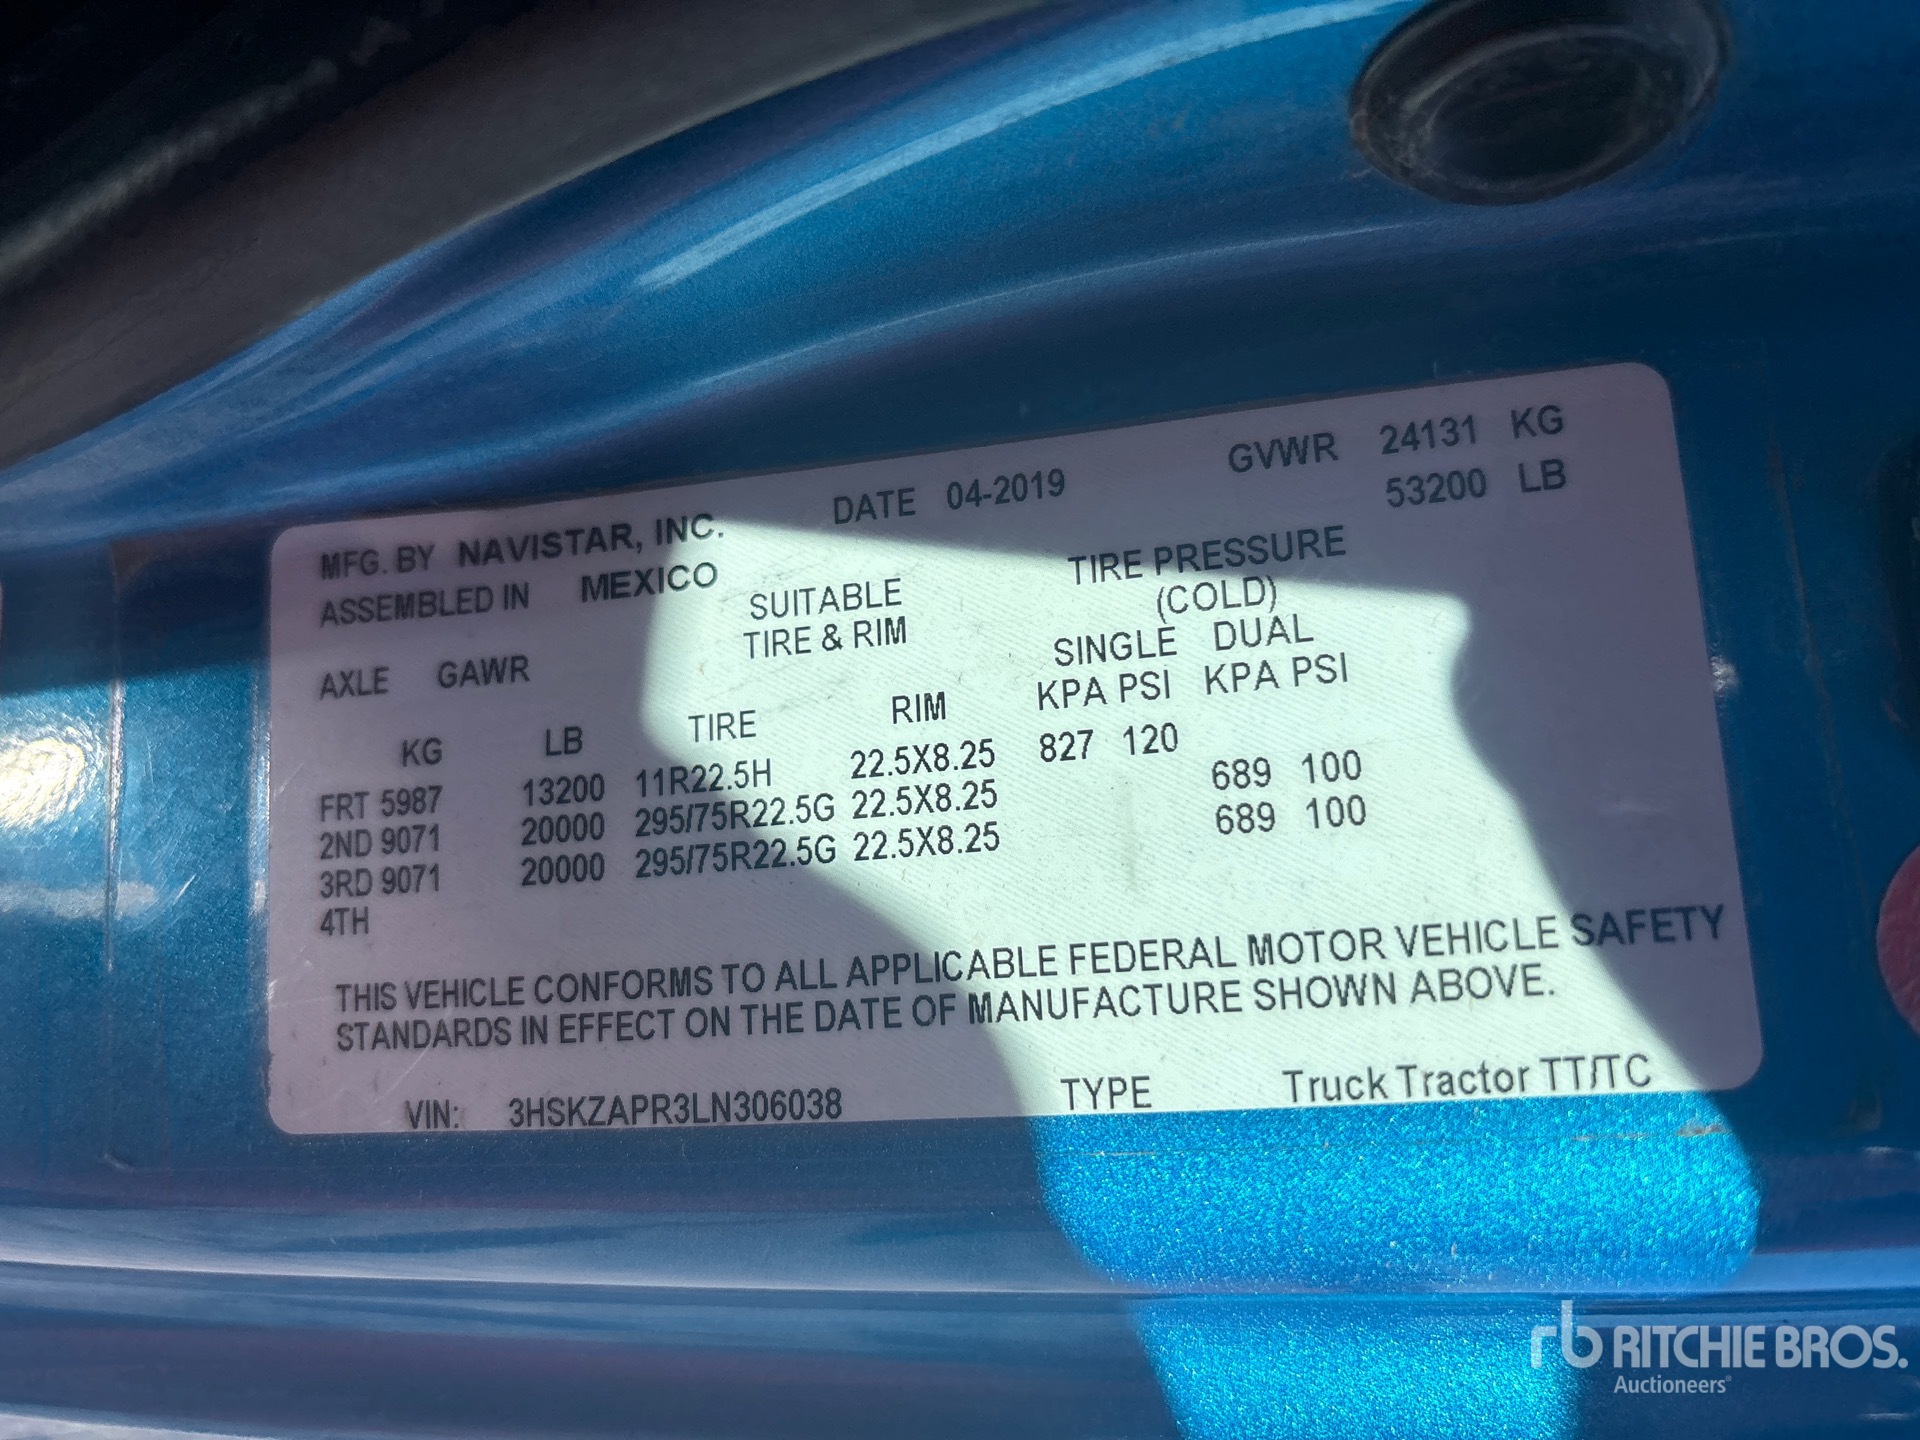 MFG. BY NAVISTAR, INC. DATE 04-2019 GVWR 24131 KG
ASSEMBLED IN MEXICO 53200 LB
SUITABLE TIRE PRESSURE
TIRE & RIM (COLD)
AXLE GAWR SINGLE DUAL
KPA PSI KPA PSI
KG LB TIRE RIM
FRT 5987 13200 11R22.5H 22.5X8.25 827 120
2ND 9071 20000 295/75R22.5G 22.5X8.25 689 100
3RD 9071 20000 295/75R22.5G 22.5X8.25 689 100
4TH
THIS VEHICLE CONFORMS TO ALL APPLICABLE FEDERAL MOTOR VEHICLE SAFETY
STANDARDS IN EFFECT ON THE DATE OF MANUFACTURE SHOWN ABOVE.
VIN: 3HSKZAPR3LN306038 TYPE Truck Tractor TT/TC
rb RITCHIE BROS.
Auctioneers®